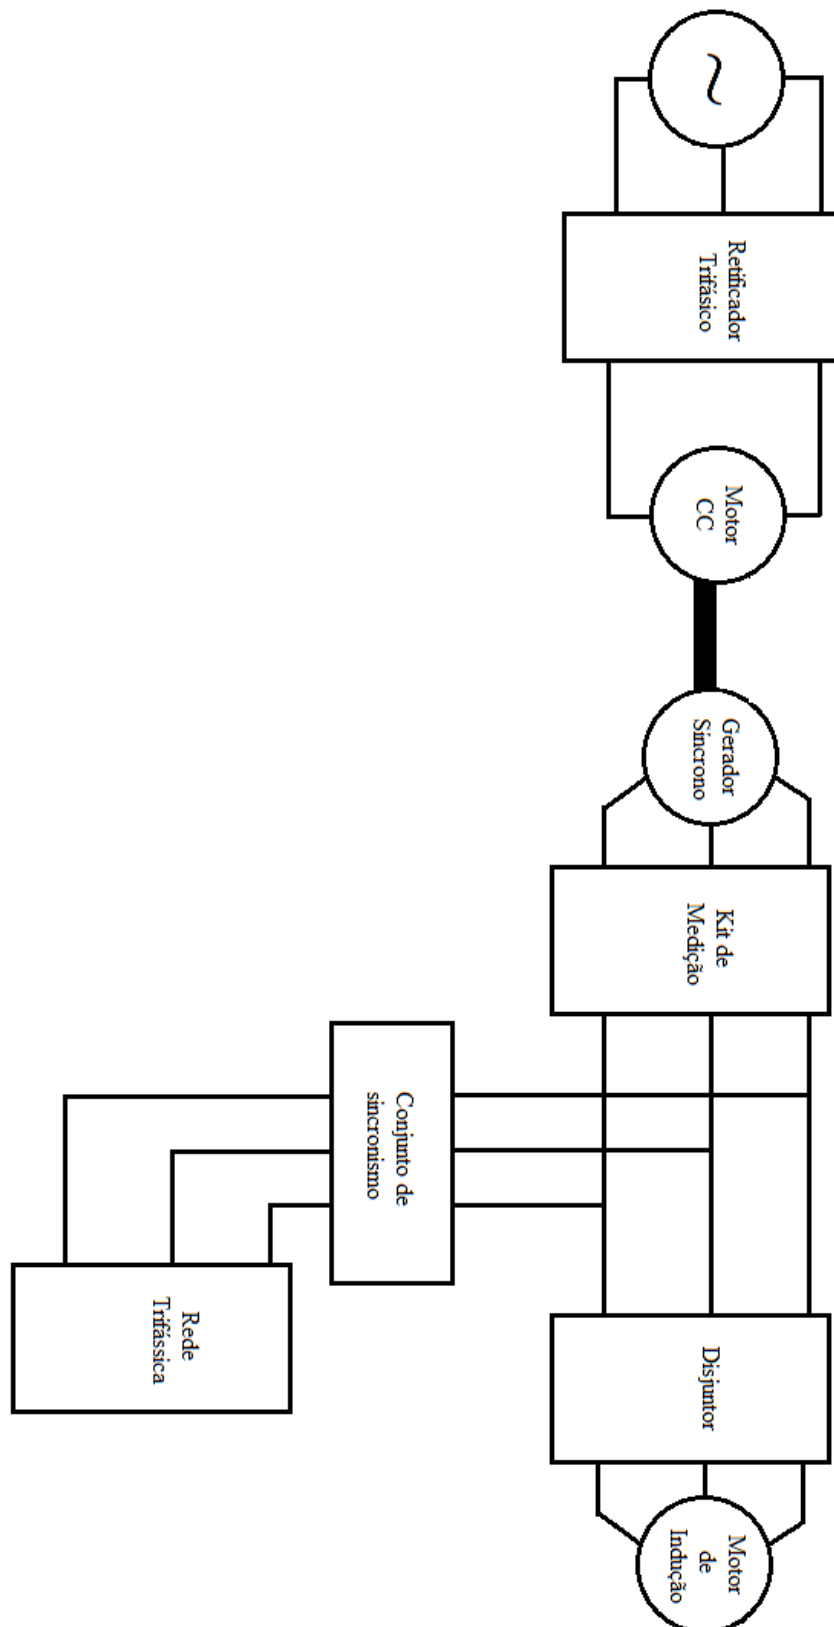 ~
Retificador
Trifásico
Motor
CC
Gerador
Síncrono
Kit de
Medição
Conjunto de
sincronismo
Rede
Trifássica
Disjuntor
Motor
de
Indução